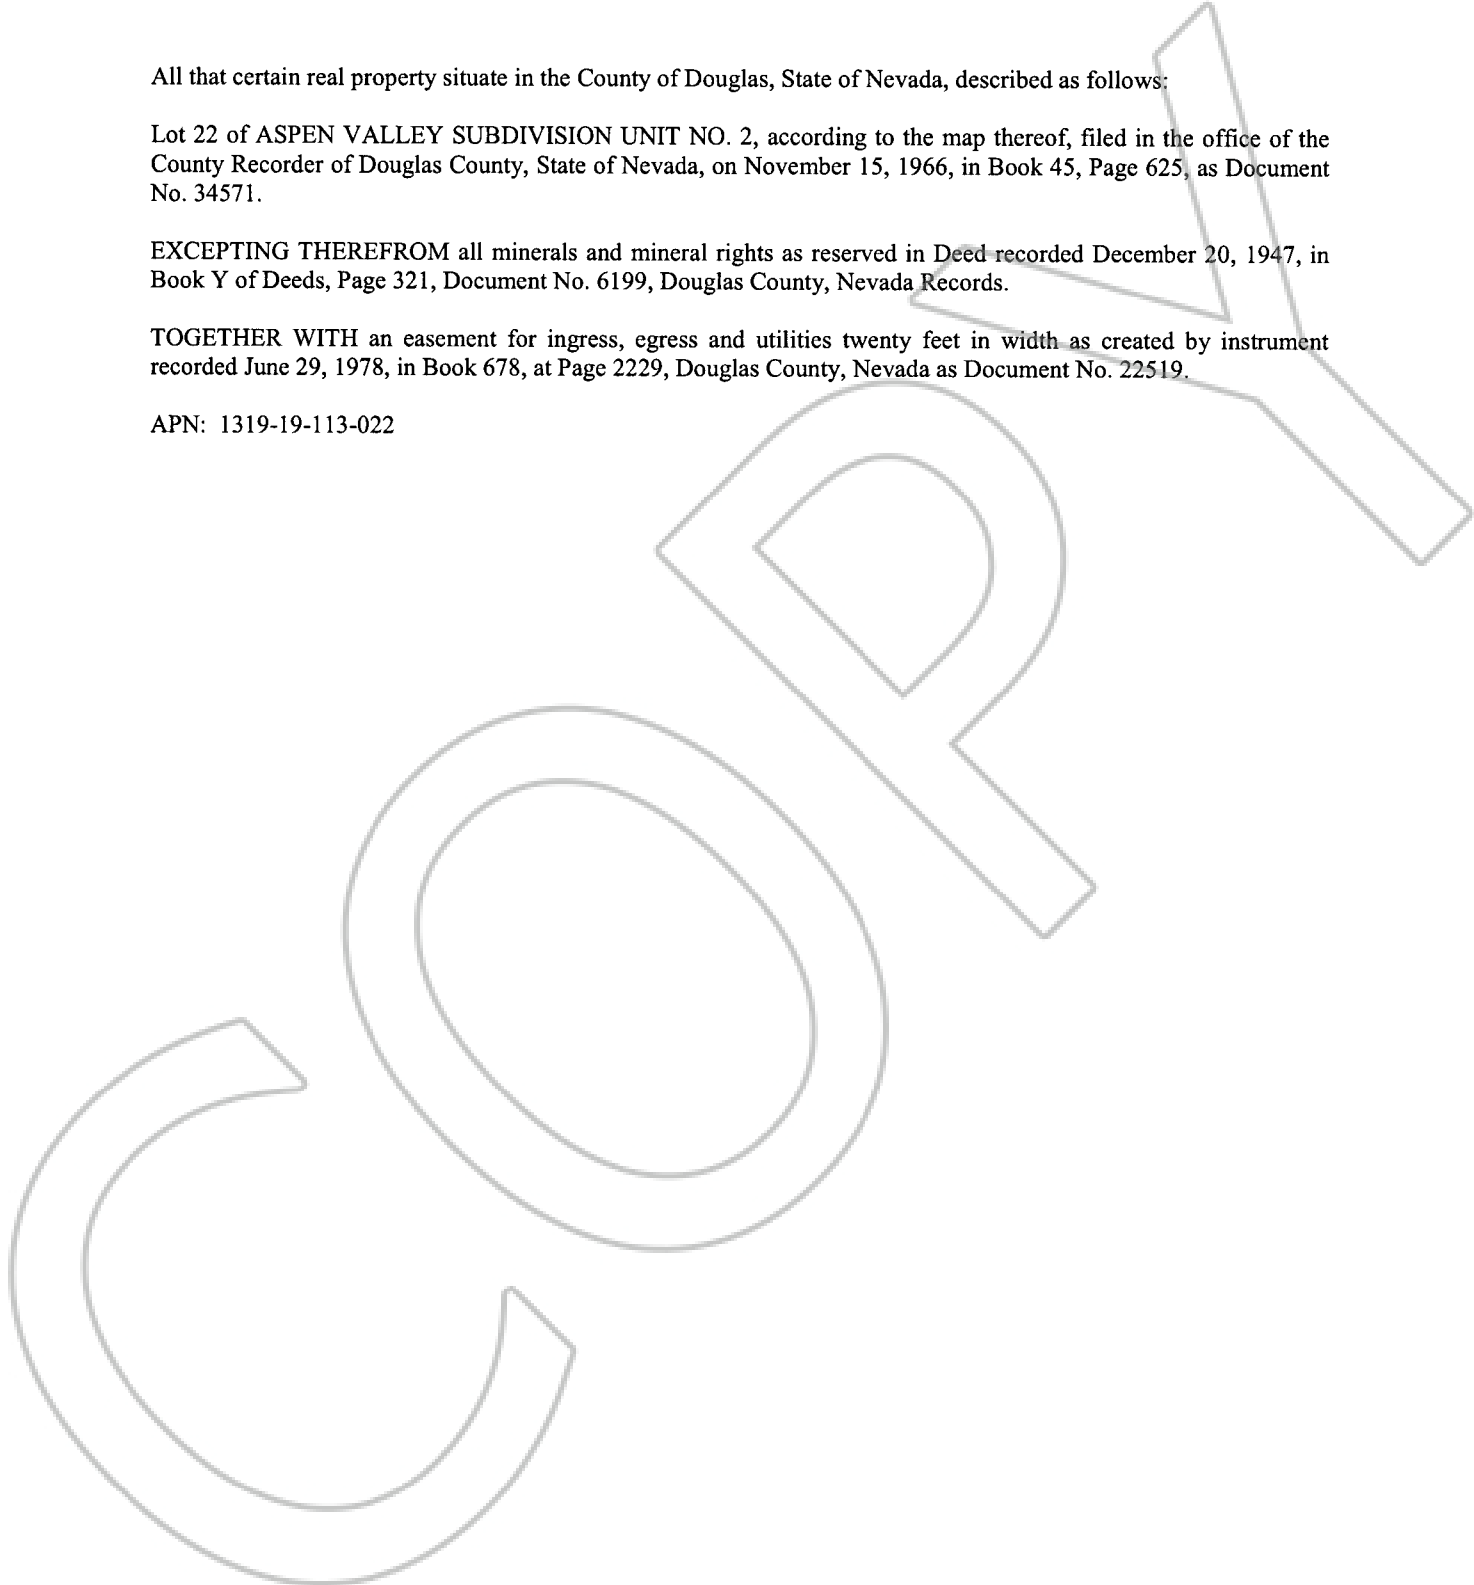 All that certain real property situate in the County of Douglas, State of Nevada, described as follows:
Lot 22 of ASPEN VALLEY SUBDIVISION UNIT NO. 2, according to the map thereof, filed in the office of the
County Recorder of Douglas County, State of Nevada, on November 15, 1966, in Book 45, Page 625, as Document
No. 34571.
EXCEPTING THEREFROM all minerals and mineral rights as reserved in Deed recorded December 20, 1947, in
Book Y of Deeds, Page 321, Document No. 6199, Douglas County, Nevada Records.
TOGETHER WITH an easement for ingress, egress and utilities twenty feet in width as created by instrument
recorded June 29, 1978, in Book 678, at Page 2229, Douglas County, Nevada as Document No. 22519.
APN: 1319-19-113-022
COPY